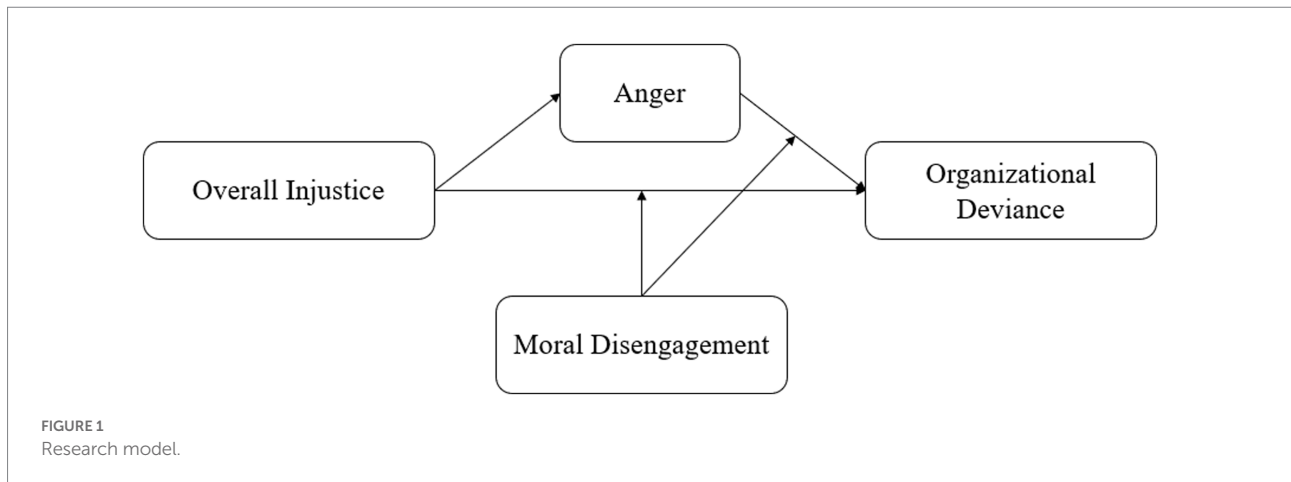 Anger
Overall Injustice
Organizational
Deviance
Moral Disengagement
FIGURE 1
Research model.